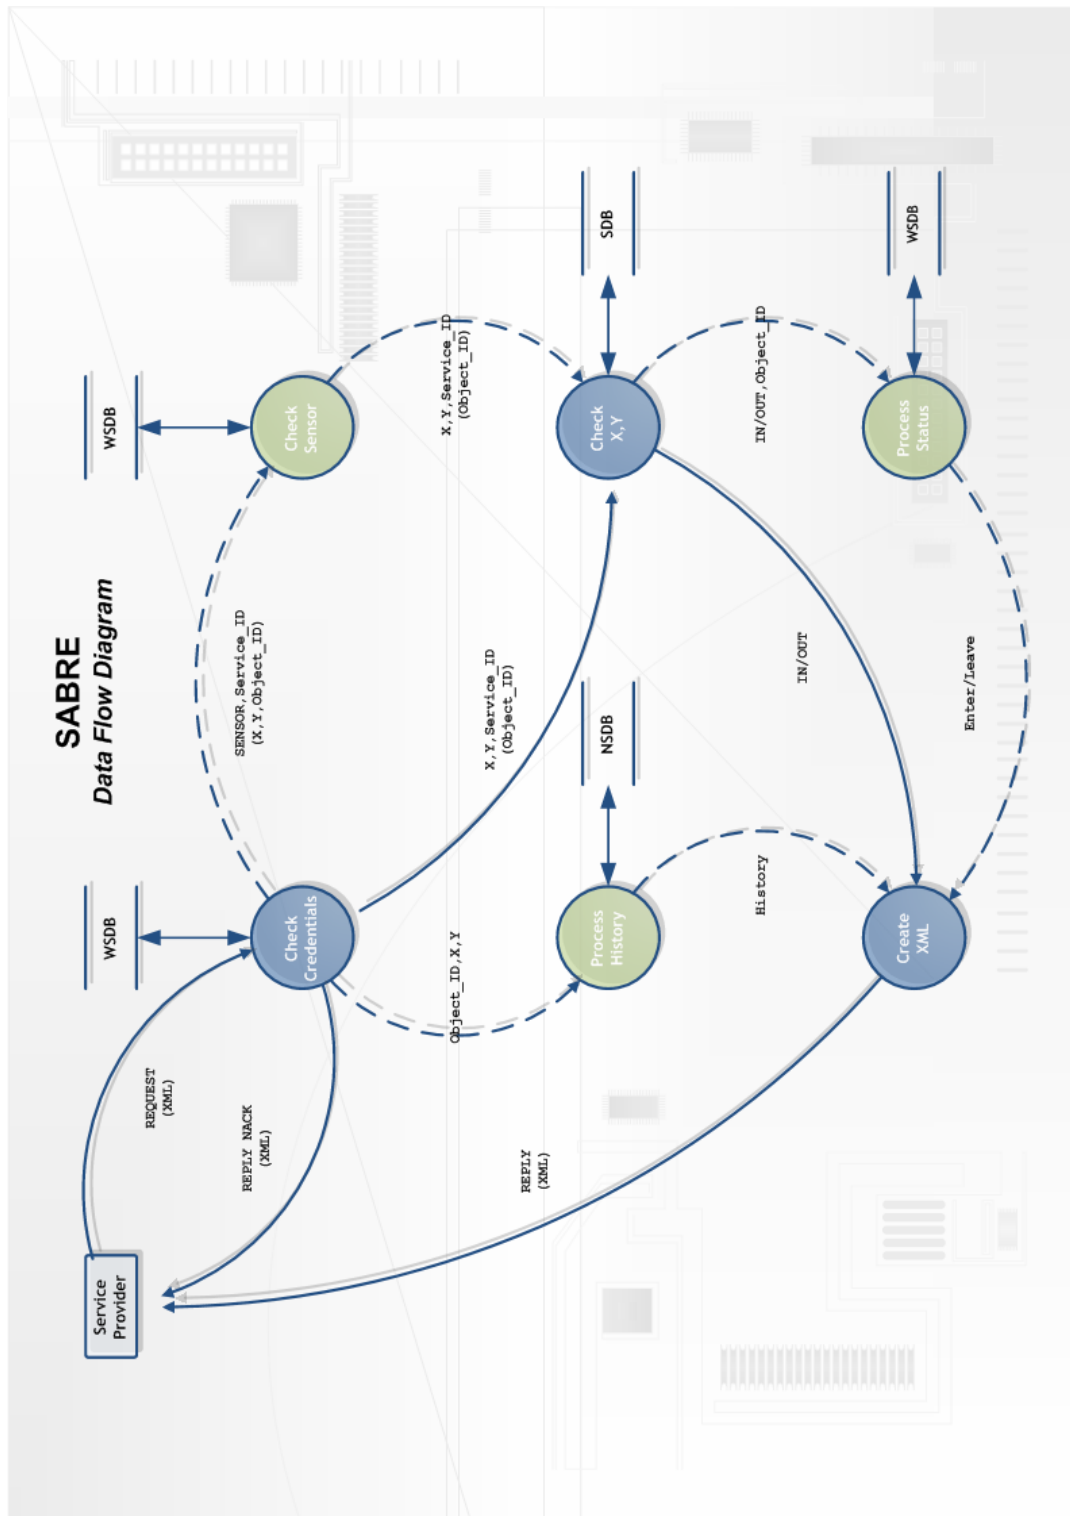 SABRE
Data Flow Diagram
Service
Provider
REQUEST
(XML)
REPLY NACK
(XML)
WSDB
Check
Credentials
SENSOR,Service_ID
(X,Y,Object_ID)
WSDB
Check
Sensor
X,Y,Service_ID
(Object_ID)
Object_ID,X,Y
X,Y,Service_ID
(Object_ID)
REPLY
(XML)
Process
History
NSDB
Check
X,Y
SDB
History
IN/OUT
IN/OUT,Object_ID
Create
XML
Enter/Leave
Process
Status
WSDB